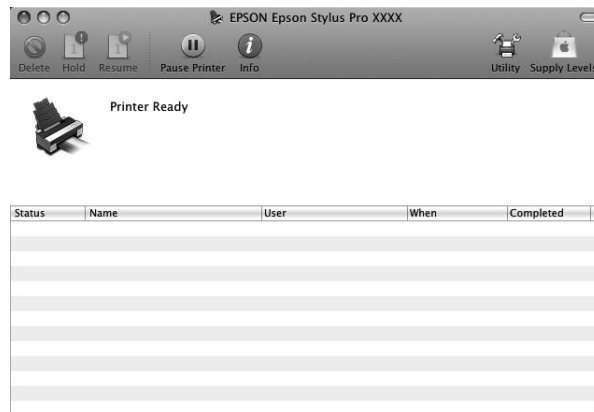 EPSON Epson Stylus Pro XXXX
Delete Hold Resume Pause Printer Info Utility Supply Levels
Printer Ready
Status Name User When Completed